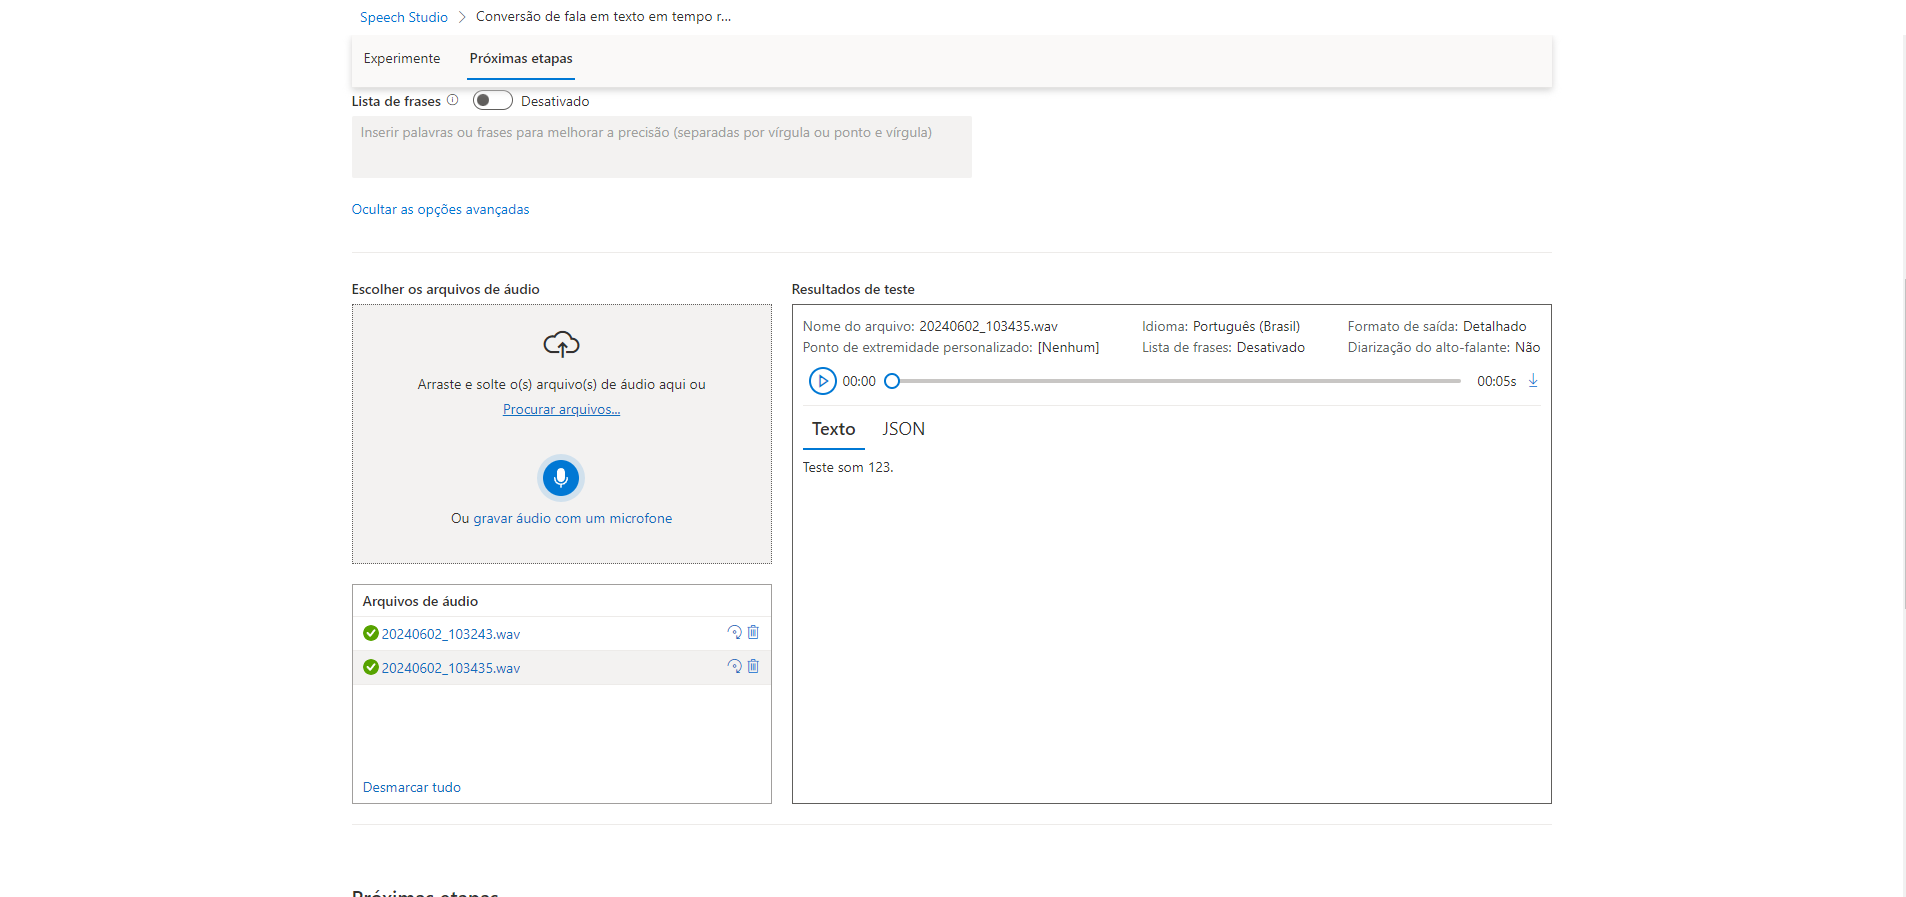 Speech Studio > Conversão de fala em texto em tempo r...
Experimente Próximas etapas
Lista de frases Desativado
Inserir palavras ou frases para melhorar a precisão (separadas por vírgula ou ponto e vírgula)
Ocultar as opções avançadas
Escolher os arquivos de áudio
Arraste e solte o(s) arquivo(s) de áudio aqui ou
Procurar arquivos...
Ou gravar áudio com um microfone
Arquivos de áudio
20240602_103243.wav
20240602_103435.wav
Desmarcar tudo
Resultados de teste
Nome do arquivo: 20240602_103435.wav Idioma: Português (Brasil) Formato de saída: Detalhado
Ponto de extremidade personalizado: [Nenhum] Lista de frases: Desativado Diarização do alto-falante: Não
00:00 00:05s
Texto JSON
Teste som 123.
Próximas etapas